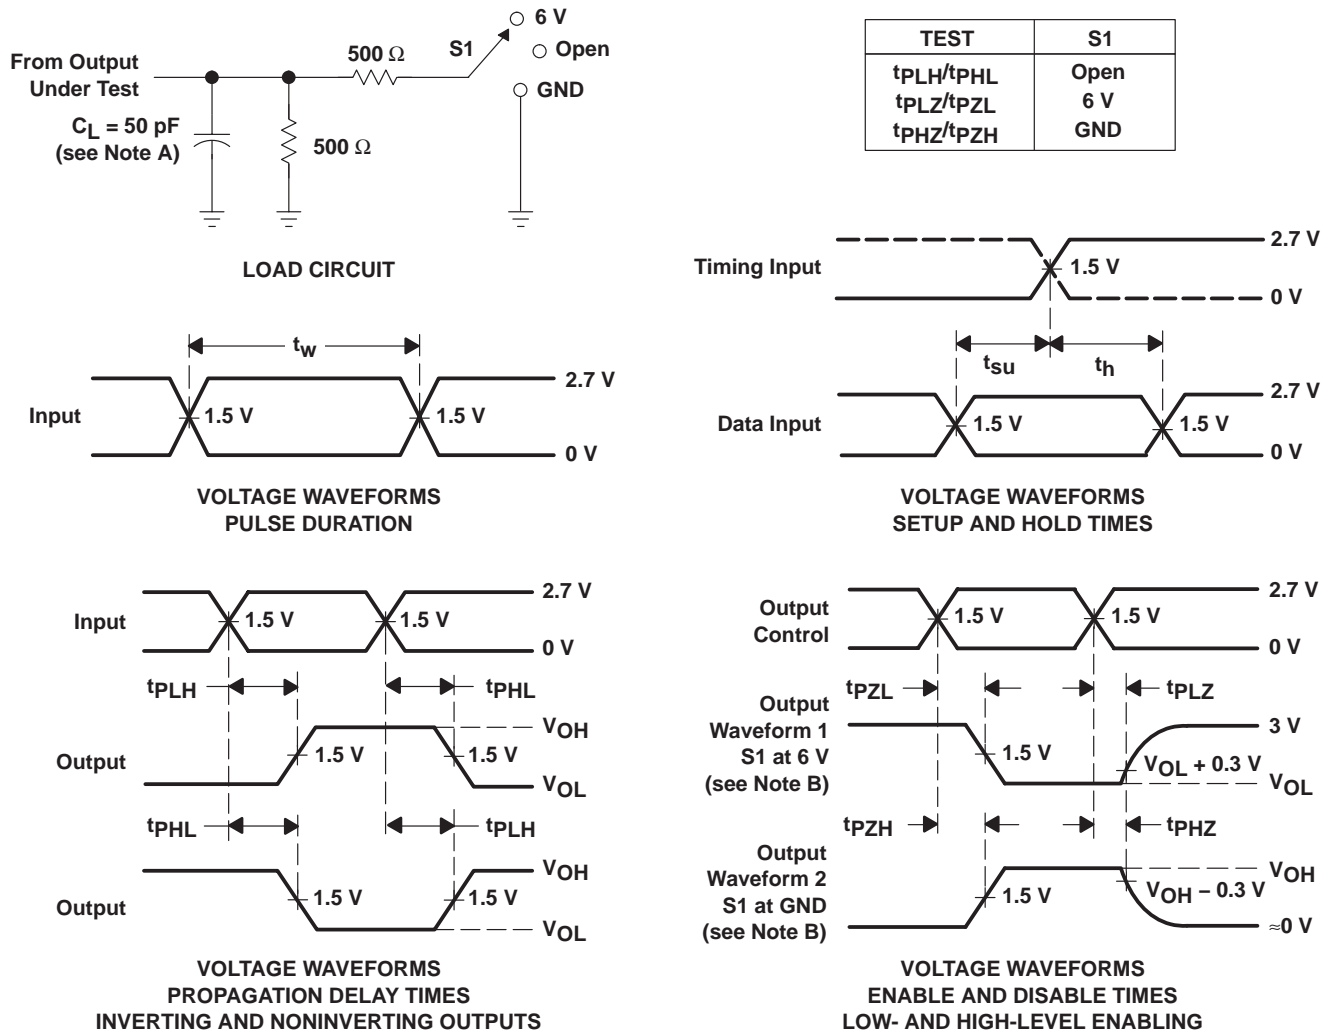 From Output
Under Test
CL = 50 pF
(see Note A)
500 Ω
500 Ω
S1
6 V
Open
GND
LOAD CIRCUIT
TEST S1
tPLH/tPHL Open
tPLZ/tPZL 6 V
tPHZ/tPZH GND
Timing Input
1.5 V
2.7 V
0 V
tsu
th
Data Input
1.5 V
1.5 V
2.7 V
0 V
VOLTAGE WAVEFORMS
SETUP AND HOLD TIMES
tw
Input
1.5 V
1.5 V
2.7 V
0 V
VOLTAGE WAVEFORMS
PULSE DURATION
Input
1.5 V
1.5 V
2.7 V
0 V
tPLH
tPHL
Output
1.5 V
1.5 V
VOH
VOL
tPHL
tPLH
Output
1.5 V
1.5 V
VOH
VOL
VOLTAGE WAVEFORMS
PROPAGATION DELAY TIMES
INVERTING AND NONINVERTING OUTPUTS
Output
Control
1.5 V
1.5 V
2.7 V
0 V
tPZL
tPLZ
Output
Waveform 1
S1 at 6 V
(see Note B)
1.5 V
3 V
VOL + 0.3 V
VOL
tPZH
tPHZ
Output
Waveform 2
S1 at GND
(see Note B)
1.5 V
VOH
VOH − 0.3 V
≈0 V
VOLTAGE WAVEFORMS
ENABLE AND DISABLE TIMES
LOW- AND HIGH-LEVEL ENABLING